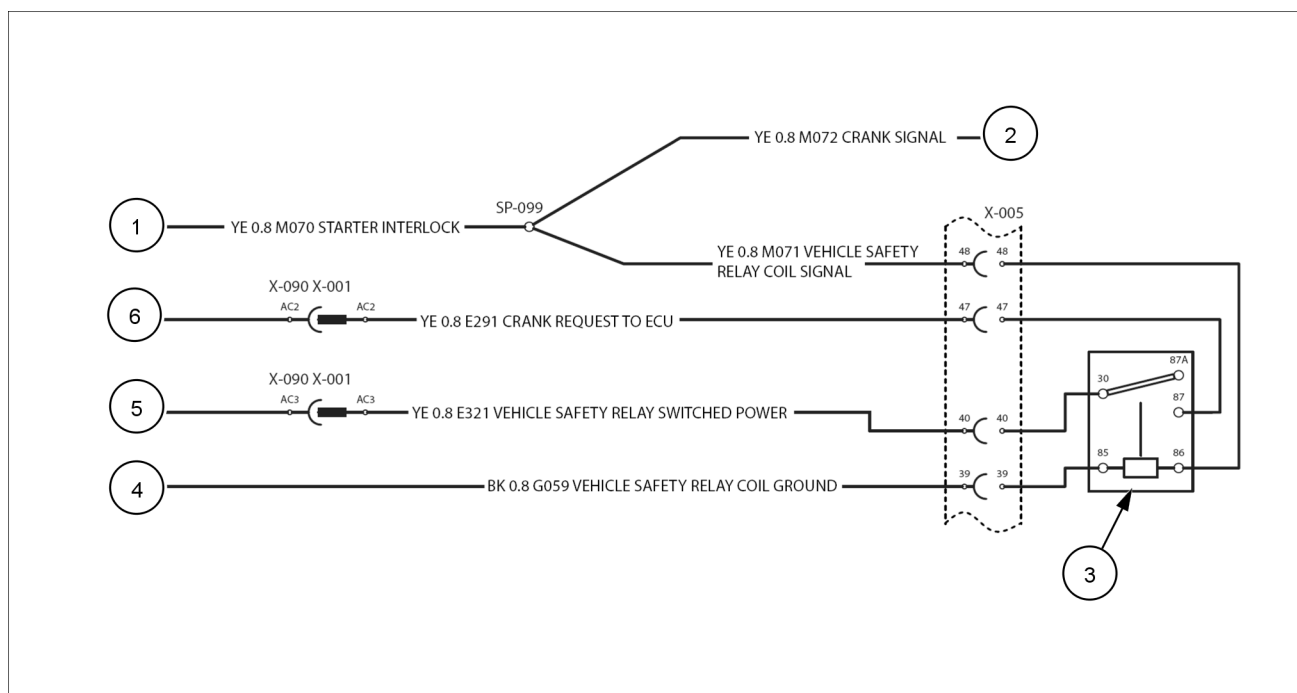 YE 0.8 M072 CRANK SIGNAL
2
SP-099
X-005
1
YE 0.8 M070 STARTER INTERLOCK
YE 0.8 M071 VEHICLE SAFETY
RELAY COIL SIGNAL
48 48
X-090 X-001
6
AC2 AC2
YE 0.8 E291 CRANK REQUEST TO ECU
47 47
87A
30
87
X-090 X-001
5
AC3 AC3
YE 0.8 E321 VEHICLE SAFETY RELAY SWITCHED POWER
40 40
85 86
4
BK 0.8 G059 VEHICLE SAFETY RELAY COIL GROUND
39 39
3